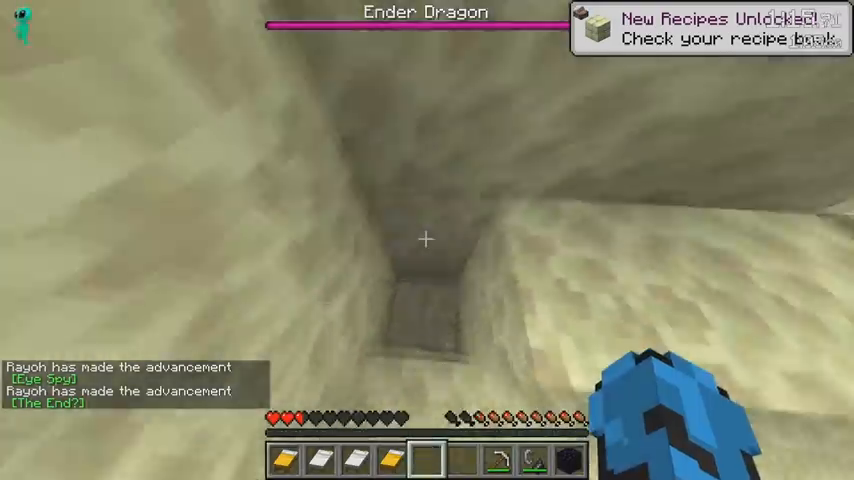 Ender Dragon
New Recipes Unlocked!
Check your recipe book
Rayoh has made the advancement
[Eye Spy]
Rayoh has made the advancement
[The End?]